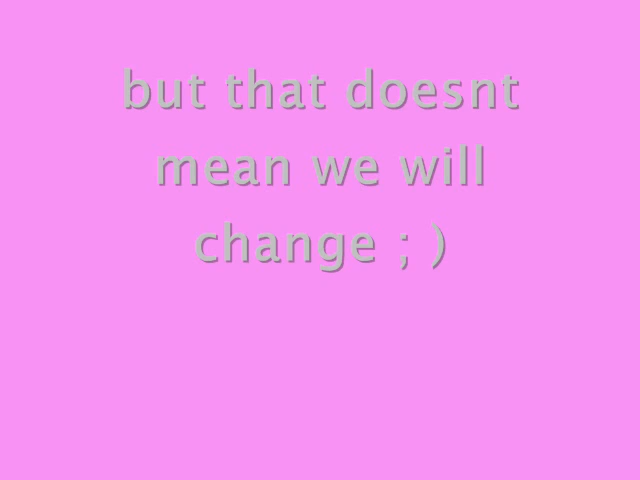 but that doesnt
mean we will
change ; )